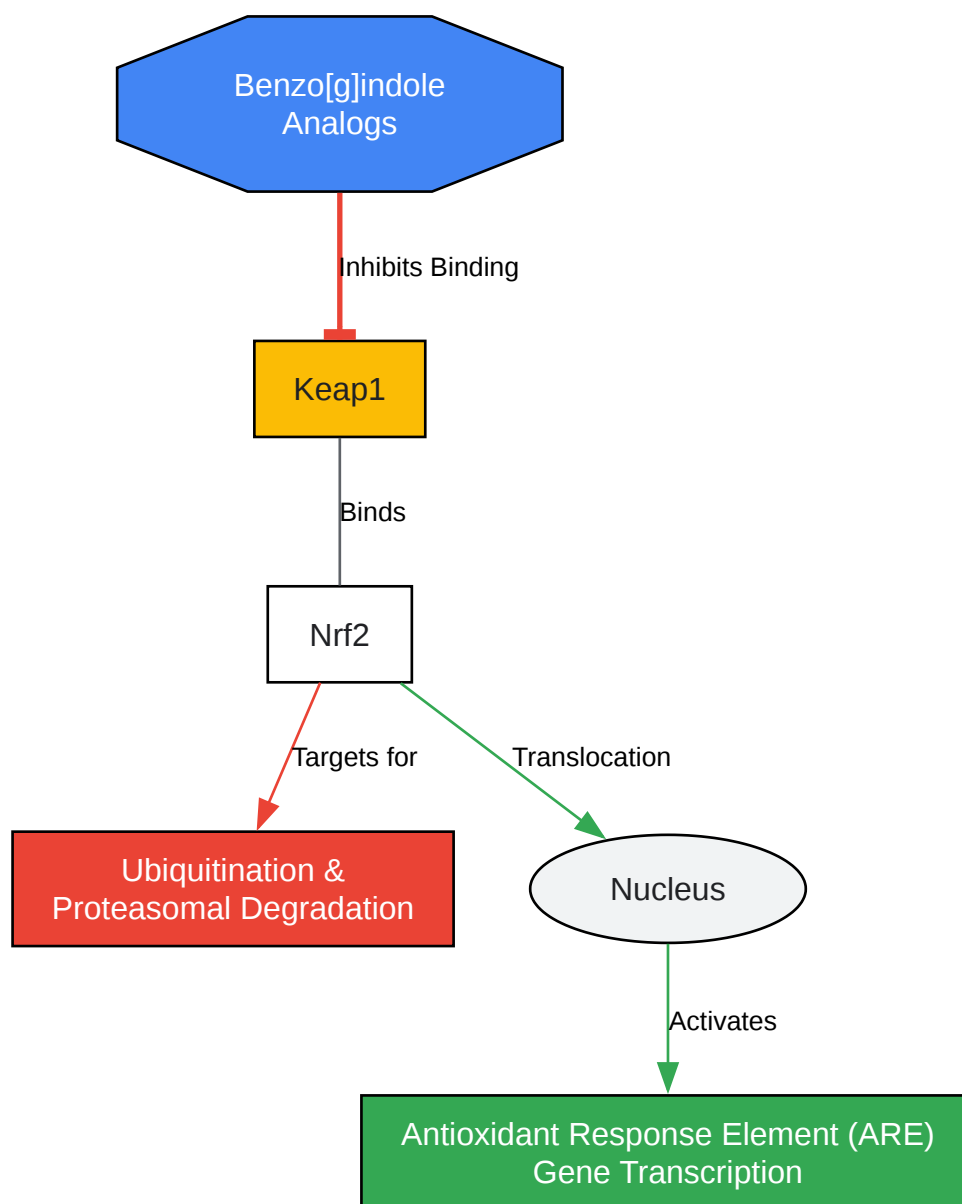 Benzo[g]indole
Analogs
Inhibits Binding
Keap1
Binds
Nrf2
Targets for
Translocation
Ubiquitination &
Proteasomal Degradation
Nucleus
Activates
Antioxidant Response Element (ARE)
Gene Transcription